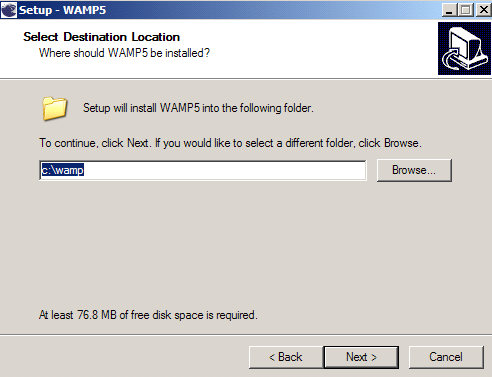 Setup - WAMP5
Select Destination Location
Where should WAMP5 be installed?
Setup will install WAMP5 into the following folder.
To continue, click Next. If you would like to select a different folder, click Browse.
c:\wamp
Browse...
At least 76.8 MB of free disk space is required.
< Back
Next >
Cancel